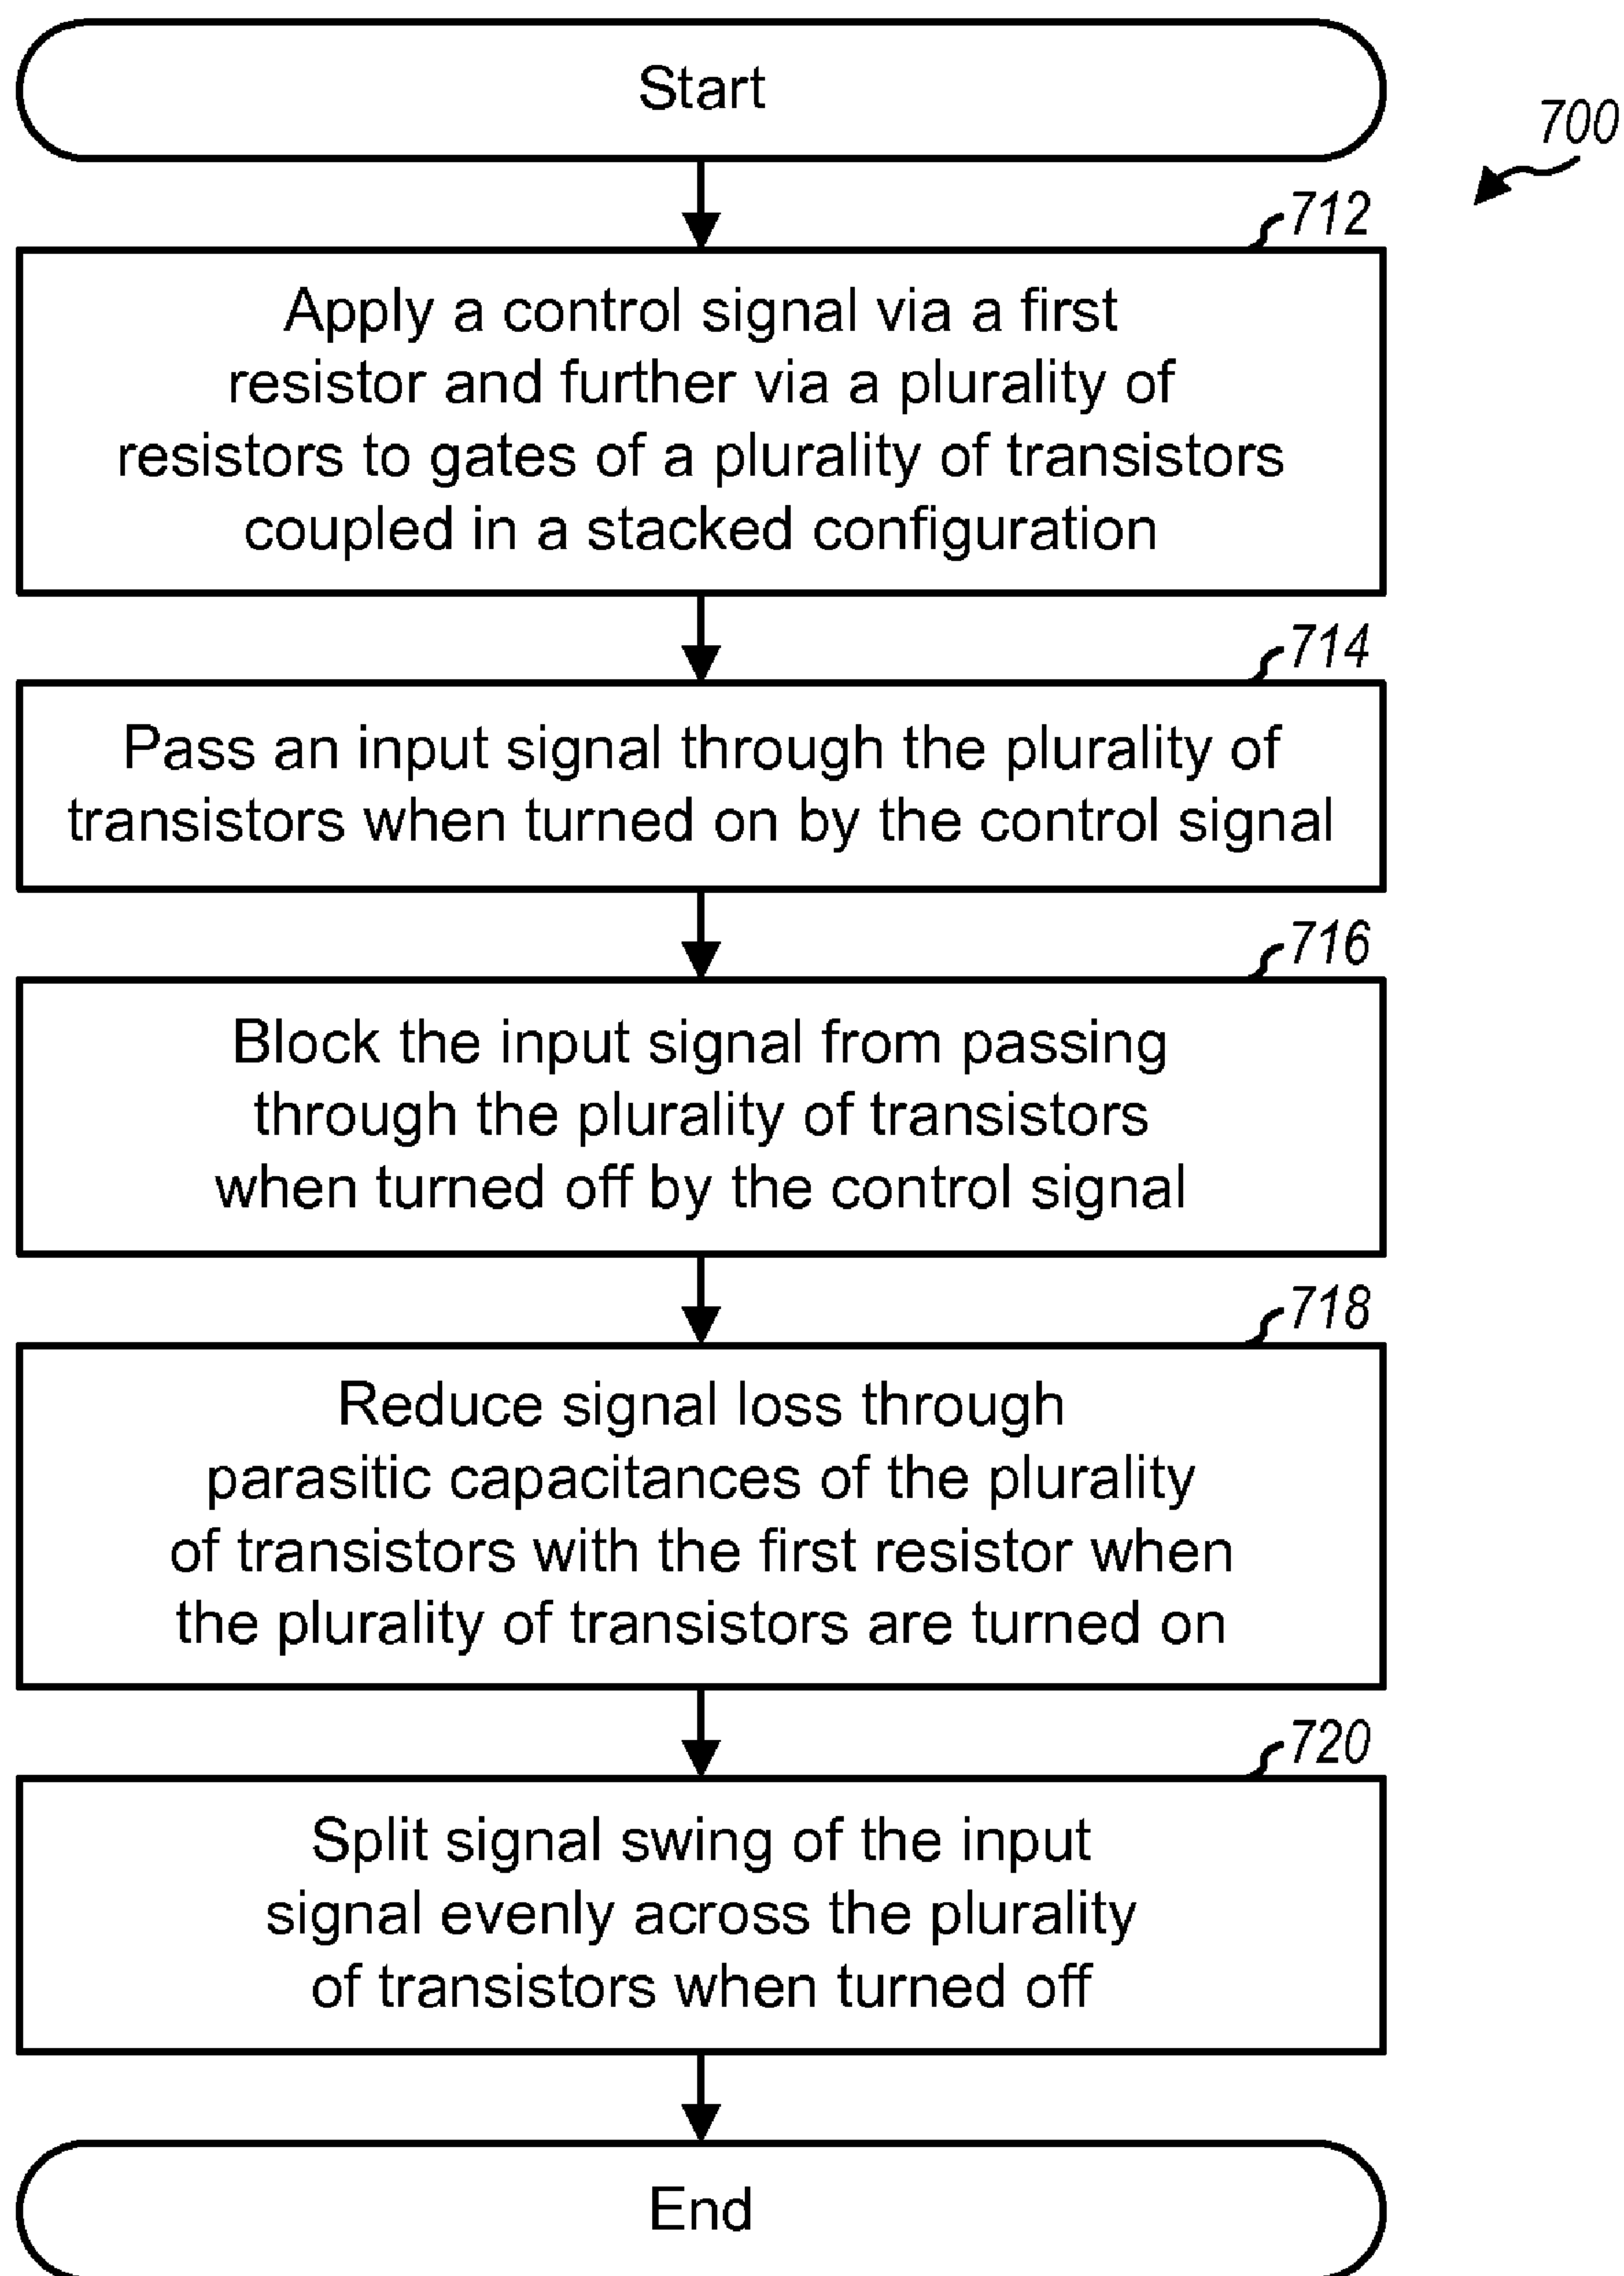 Start
700
712
Apply a control signal via a first
resistor and further via a plurality of
resistors to gates of a plurality of transistors
coupled in a stacked configuration
714
Pass an input signal through the plurality of
transistors when turned on by the control signal
716
Block the input signal from passing
through the plurality of transistors
when turned off by the control signal
718
Reduce signal loss through
parasitic capacitances of the plurality
of transistors with the first resistor when
the plurality of transistors are turned on
720
Split signal swing of the input
signal evenly across the plurality
of transistors when turned off
End